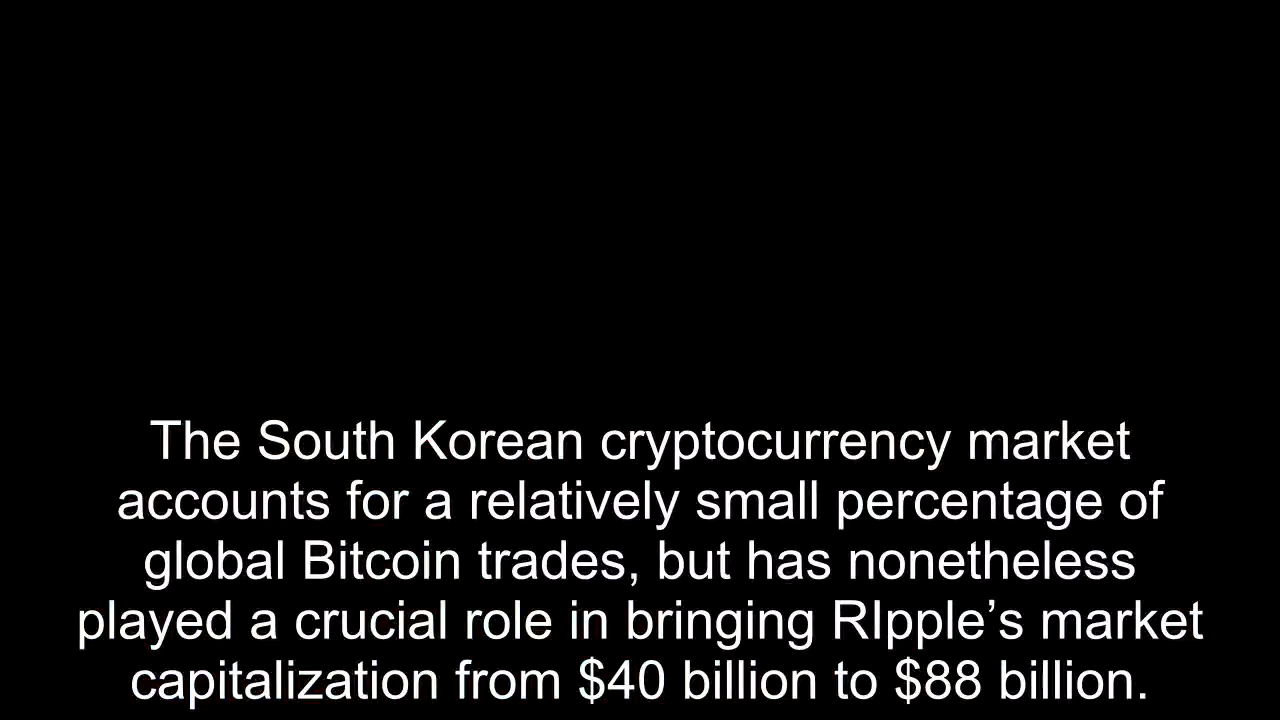 The South Korean cryptocurrency market
accounts for a relatively small percentage of
global Bitcoin trades, but has nonetheless
played a crucial role in bringing RIpple’s market
capitalization from $40 billion to $88 billion.